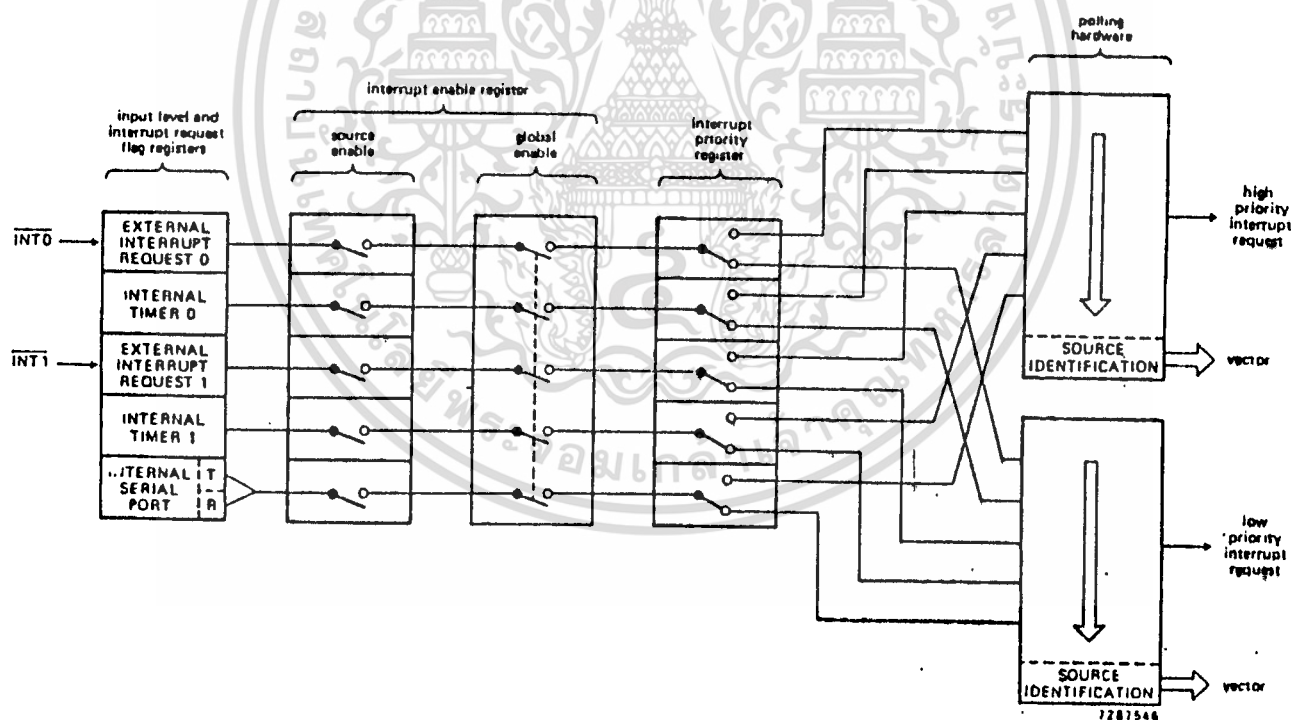 polling
hardware
interrupt enable register
input level and
interrupt request
flag registers
source
enable
global
enable
interrupt
priority
register
INT0
EXTERNAL
INTERRUPT
REQUEST 0
INTERNAL
TIMER 0
INT1
EXTERNAL
INTERRUPT
REQUEST 1
INTERNAL
TIMER 1
INTERNAL
SERIAL
PORT
T
R
high
priority
interrupt
request
SOURCE
IDENTIFICATION
vector
low
priority
interrupt
request
SOURCE
IDENTIFICATION
vector
7287546